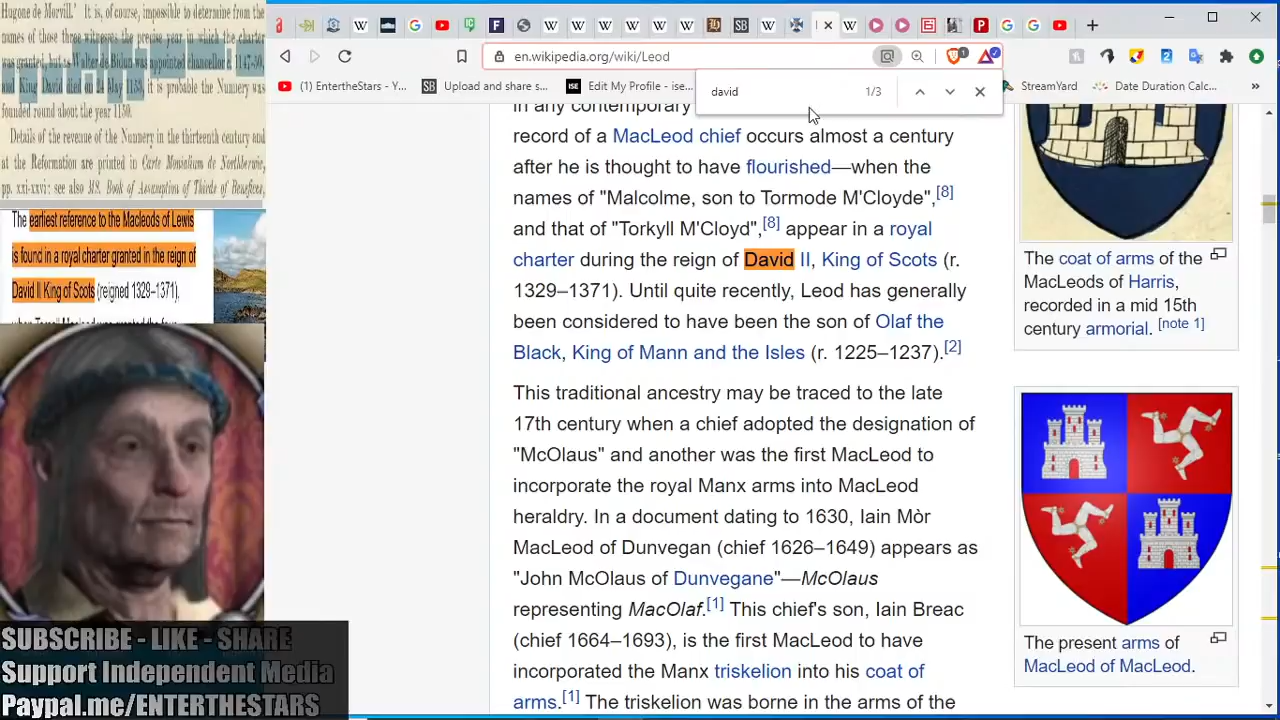 Hugone de Morvill.' It is, of course, impossible to determine from the
names of those three witnesses the precise year in which the charter
was granted, but as Walter de Bidun was appointed chancellor in 1147-50
and King David died on 24 May 1153, it is probable the Nunnery was
founded round about the year 1150.
Details of the revenue of the Nunnery in the thirteenth century and
at the Reformation are printed in Carte Monialium de Northberwic,
pp. xxi-xxvi: see also MS. Book of Assumption of Thirds of Benefices,
The earliest reference to the Macleods of Lewis
is found in a royal charter granted in the reign of
David II King of Scots (reigned 1329–1371),
SUBSCRIBE - LIKE - SHARE
Support Independent Media
Paypal.me/ENTERTHESTARS
en.wikipedia.org/wiki/Leod
(1) EntertheStars - Y...
Upload and share s...
Edit My Profile - ise...
StreamYard
Date Duration Calc...
david
1/3
in any contemporary
record of a MacLeod chief occurs almost a century
after he is thought to have flourished—when the
names of "Malcolme, son to Tormode M'Cloyde",[8]
and that of "Torkyll M'Cloyd",[8] appear in a royal
charter during the reign of David II, King of Scots (r.
1329–1371). Until quite recently, Leod has generally
been considered to have been the son of Olaf the
Black, King of Mann and the Isles (r. 1225–1237).[2]
This traditional ancestry may be traced to the late
17th century when a chief adopted the designation of
"McOlaus" and another was the first MacLeod to
incorporate the royal Manx arms into MacLeod
heraldry. In a document dating to 1630, Iain Mòr
MacLeod of Dunvegan (chief 1626–1649) appears as
"John McOlaus of Dunvegane"—McOlaus
representing MacOlaf.[1] This chief's son, Iain Breac
(chief 1664–1693), is the first MacLeod to have
incorporated the Manx triskelion into his coat of
arms.[1] The triskelion was borne in the arms of the
The coat of arms of the
MacLeods of Harris,
recorded in a mid 15th
century armorial. [note 1]
The present arms of
MacLeod of MacLeod.